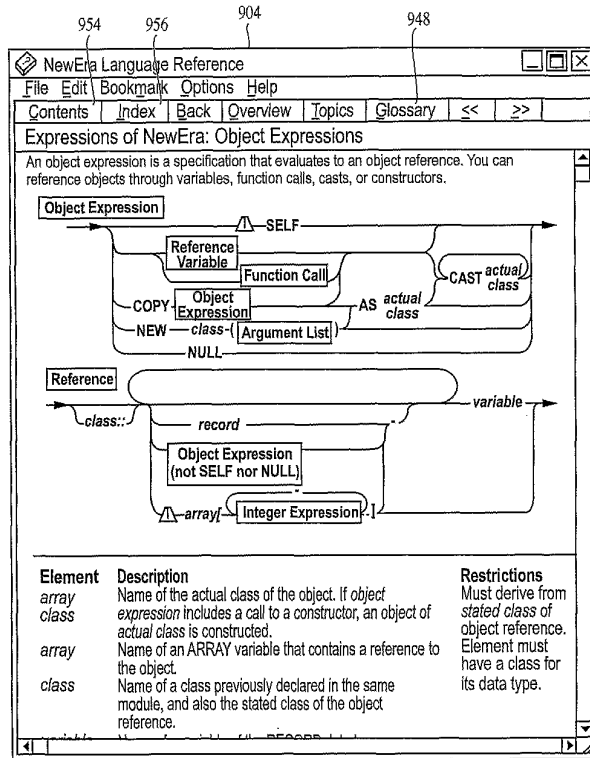 954
956
904
948
NewEra Language Reference
File Edit Bookmark Options Help
Contents Index Back Overview Topics Glossary << >>
Expressions of NewEra: Object Expressions
An object expression is a specification that evaluates to an object reference. You can
reference objects through variables, function calls, casts, or constructors.
Object Expression
SELF
Reference
Variable
Function Call
CAST actual
class
COPY Object
Expression
AS actual
class
NEW class ( Argument List )
NULL
Reference
class::
variable
record .
Object Expression
(not SELF nor NULL)
array[ Integer Expression ]
Element Description Restrictions
array Name of the actual class of the object. If object Must derive from
class expression includes a call to a constructor, an object of stated class of
actual class is constructed. object reference.
array Name of an ARRAY variable that contains a reference to Element must
the object. have a class for
class Name of a class previously declared in the same its data type.
module, and also the stated class of the object
reference.